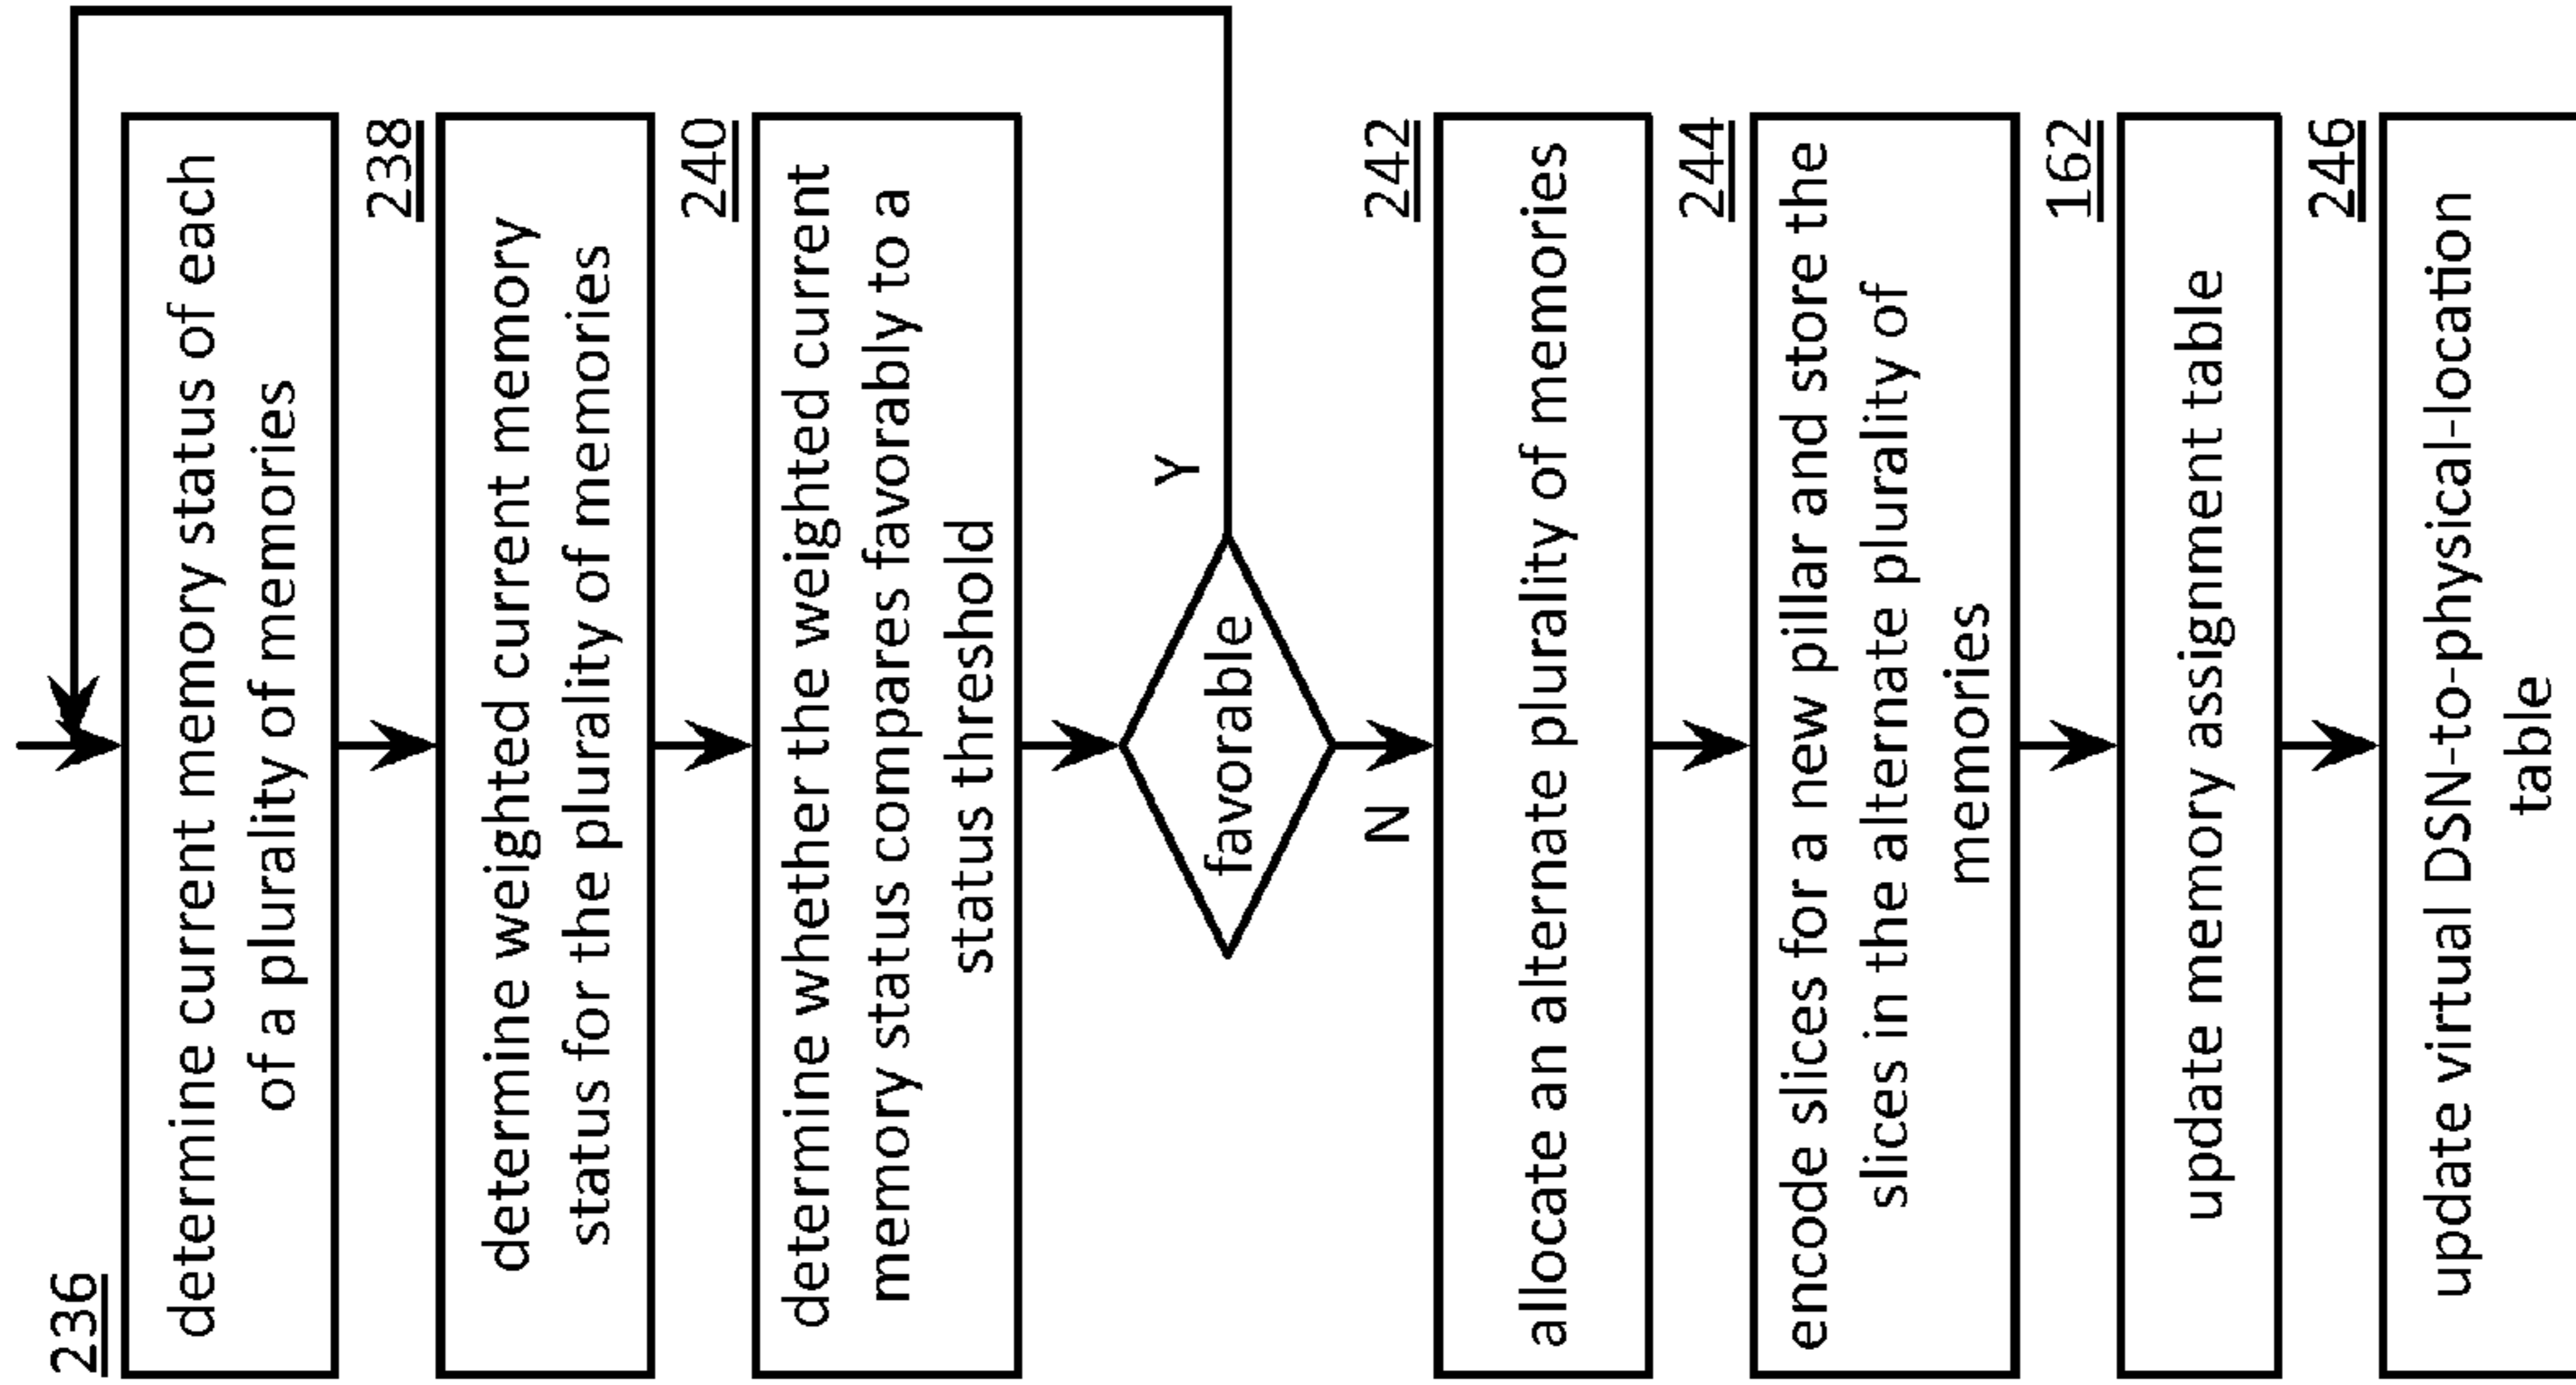 236
determine current memory status of each
of a plurality of memories
238
determine weighted current memory
status for the plurality of memories
240
determine whether the weighted current
memory status compares favorably to a
status threshold
favorable
Y
N
242
allocate an alternate plurality of memories
244
encode slices for a new pillar and store the
slices in the alternate plurality of
memories
162
update memory assignment table
246
update virtual DSN-to-physical-location
table